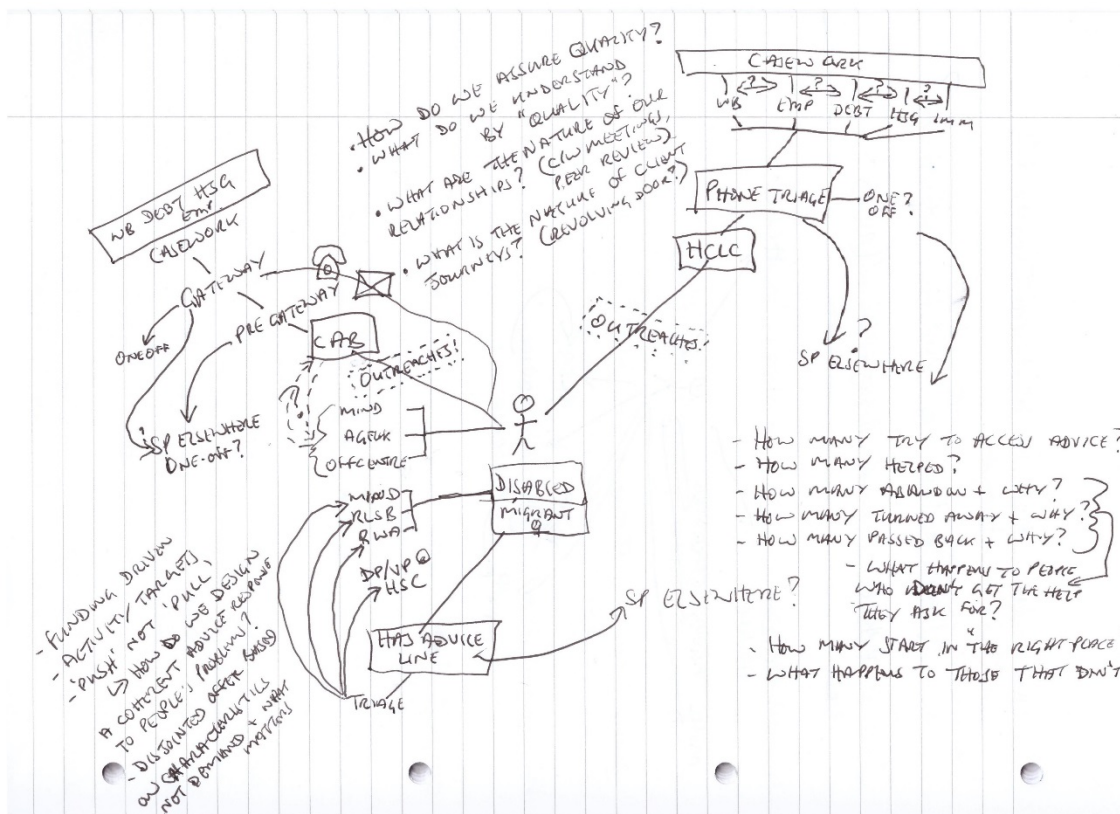 • HOW DO WE ASSURE QUALITY?
• WHAT DO WE UNDERSTAND
BY "QUALITY"?
• WHAT ARE THE NATURE OF OUR
RELATIONSHIPS? (C/W MEETINGS,
PEER REVIEW)
• WHAT IS THE NATURE OF CLIENT
JOURNEYS? (REVOLVING DOOR?)
CASEWORK
? ? ? ?
WB EMP DEBT HSG IMM
PHONE TRIAGE
ONE?
OFF
HCLC
OUTREACHES!
?
SP ELSEWHERE
WB DEBT HSG
EMP
CASEWORK
GATEWAY
PRE GATEWAY
ONE OFF
CAB
OUTREACHES!
?
SP ELSEWHERE
ONE-OFF?
?
MIND
AGEUK
OFFCENTRE
DISABLED
MIGRANT
MIND
RLSB
RWA
DP/VP
HSC
HAS ADVICE
LINE
TRIAGE
SP ELSEWHERE?
- FUNDING DRIVEN
- ACTIVITY TARGETS
- 'PUSH' NOT 'PULL'
↳ HOW DO WE DESIGN
A COHERENT ADVICE RESPONSE
TO PEOPLE'S PROBLEMS?
- DISJOINTED OFFER BASED
ON CHARACTERISTICS
NOT DEMAND + WHAT
MATTERS
- HOW MANY TRY TO ACCESS ADVICE?
- HOW MANY HELPED?
- HOW MANY ABANDON + WHY?
- HOW MANY TURNED AWAY + WHY?
- HOW MANY PASSED BACK + WHY?
- WHAT HAPPENS TO PEOPLE
WHO DON'T GET THE HELP
THEY ASK FOR?
- HOW MANY START IN THE RIGHT PLACE
- WHAT HAPPENS TO THOSE THAT DON'T